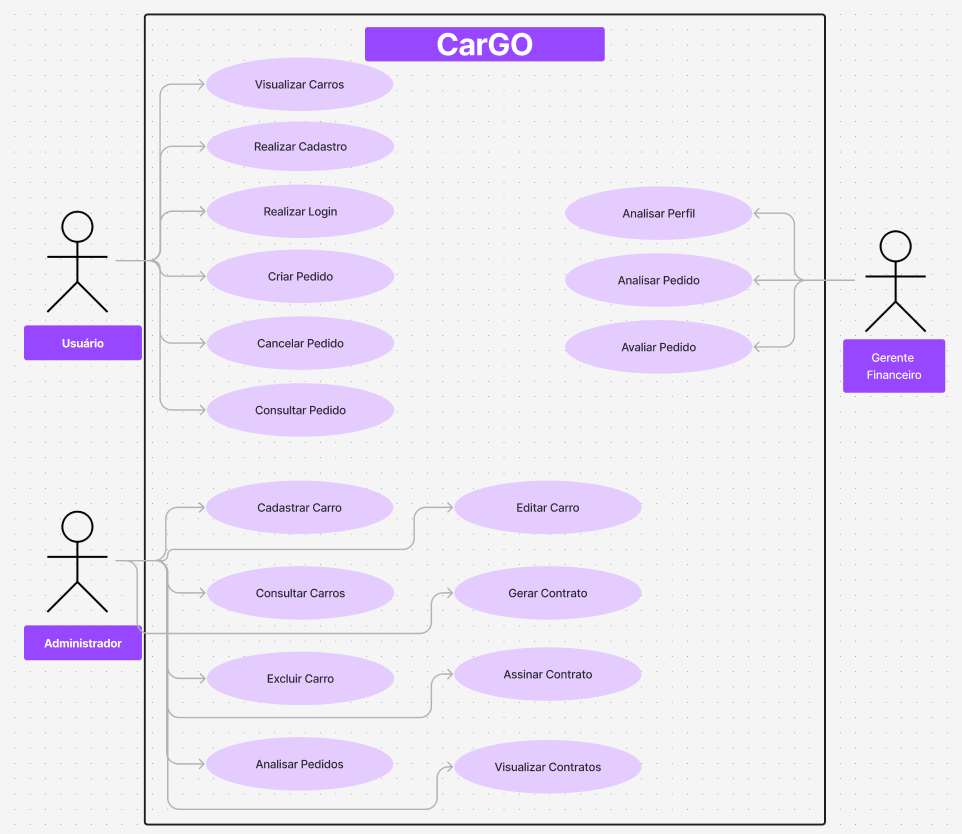 CarGO
Visualizar Carros
Realizar Cadastro
Realizar Login
Criar Pedido
Cancelar Pedido
Consultar Pedido
Usuário
Analisar Perfil
Analisar Pedido
Avaliar Pedido
Gerente
Financeiro
Cadastrar Carro
Editar Carro
Consultar Carros
Gerar Contrato
Administrador
Excluir Carro
Assinar Contrato
Analisar Pedidos
Visualizar Contratos